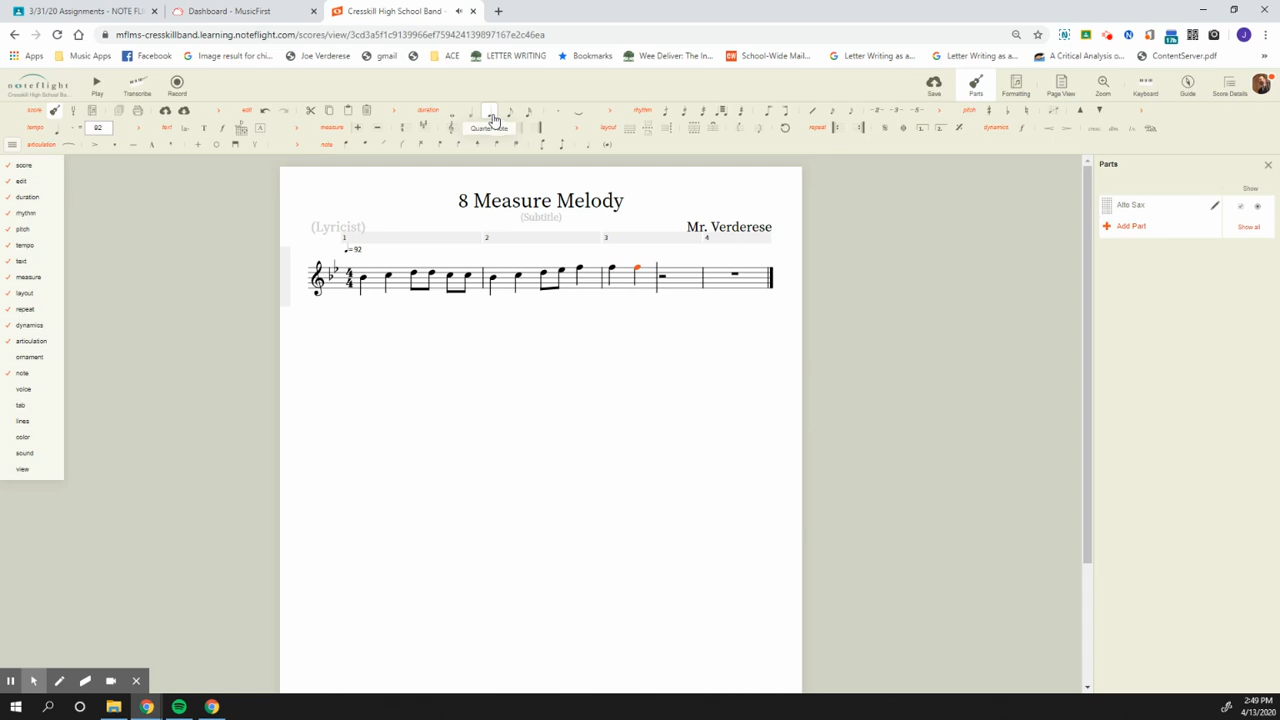 3/31/20 Assignments - NOTE FL
Dashboard - MusicFirst
Cresskill High School Band -
mflms-cresskillband.learning.noteflight.com/scores/view/3cd3a5f1c9139966ef759424139897167c2c46ea
Apps
Music Apps
Facebook
Image result for chi...
Joe Verderese
gmail
ACE
LETTER WRITING
Bookmarks
Wee Deliver: The In...
School-Wide Mail...
Letter Writing as a...
Letter Writing as a...
A Critical Analysis o...
ContentServer.pdf
noteflight
Cresskill High School Ba...
Play
Transcribe
Record
Save
Parts
Formatting
Page View
Zoom
Keyboard
Guide
Score Details
score
edit
duration
rhythm
pitch
tempo
= 92
text
measure
Quarter Note
layout
repeat
dynamics
articulation
note
score
edit
duration
rhythm
pitch
tempo
text
measure
layout
repeat
dynamics
articulation
ornament
note
voice
tab
lines
color
sound
view
8 Measure Melody
(Subtitle)
(Lyricist)
Mr. Verderese
1 2 3 4
= 92
Parts
Show
Alto Sax
Add Part
Show all
2:49 PM
4/13/2020